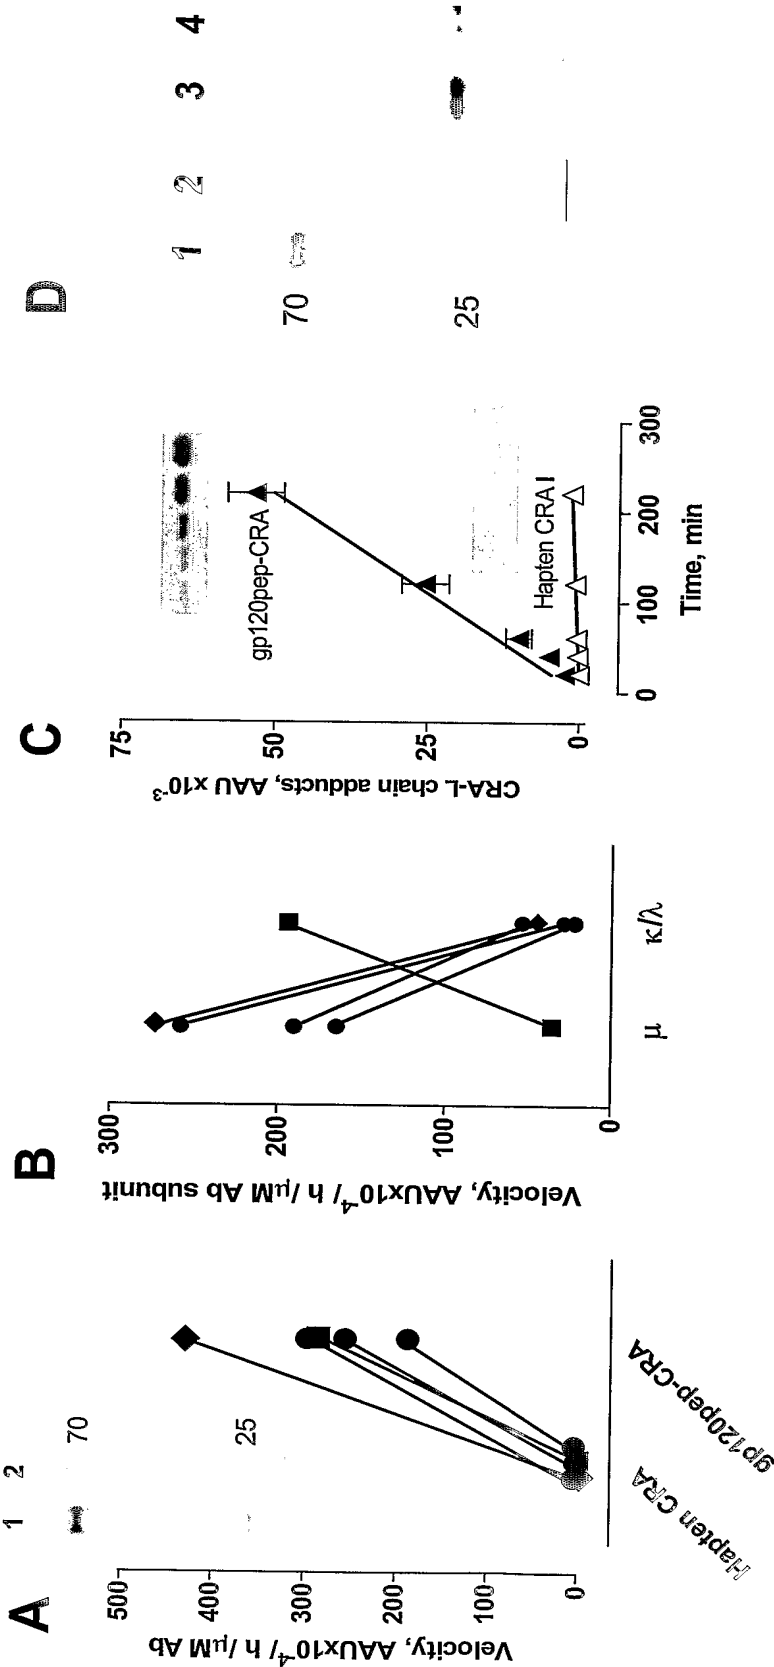 A
1 2
70
25
500
400
300
200
100
0
Velocity, AAUx10⁻⁴/ h / µM Ab
Hapten CRA
gp120pep-CRA
B
300
200
100
0
Velocity, AAUx10⁻⁴/ h / µM Ab subunit
µ
κ/λ
C
75
50
25
0
CRA-L chain adducts, AAU x10⁻³
gp120pep-CRA
Hapten CRA I
0 100 200 300
Time, min
D
1 2 3 4
70
25